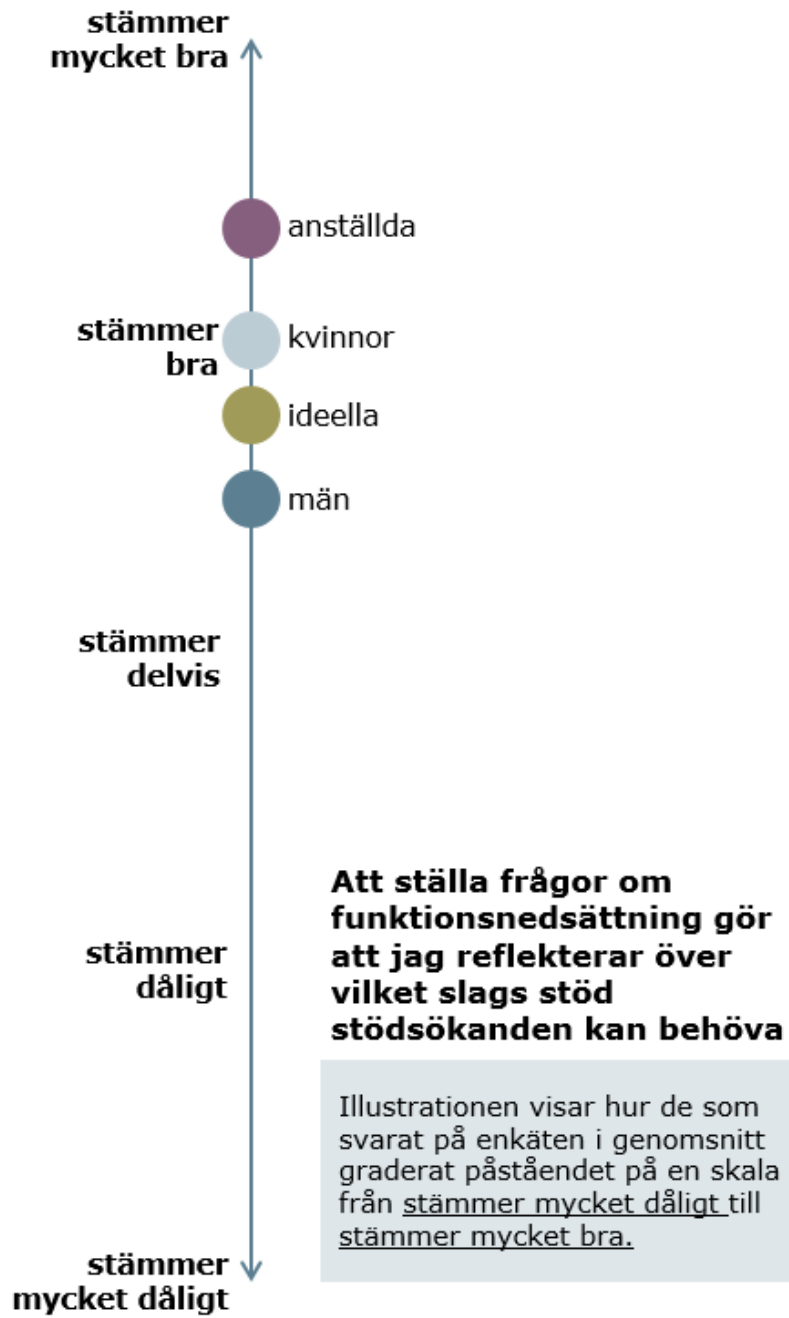 stämmer
mycket bra
anställda
stämmer
bra
kvinnor
ideella
män
stämmer
delvis
stämmer
dåligt
Att ställa frågor om
funktionsnedsättning gör
att jag reflekterar över
vilket slags stöd
stödsökanden kan behöva
Illustrationen visar hur de som
svarat på enkäten i genomsnitt
graderat påståendet på en skala
från stämmer mycket dåligt till
stämmer mycket bra.
stämmer
mycket dåligt